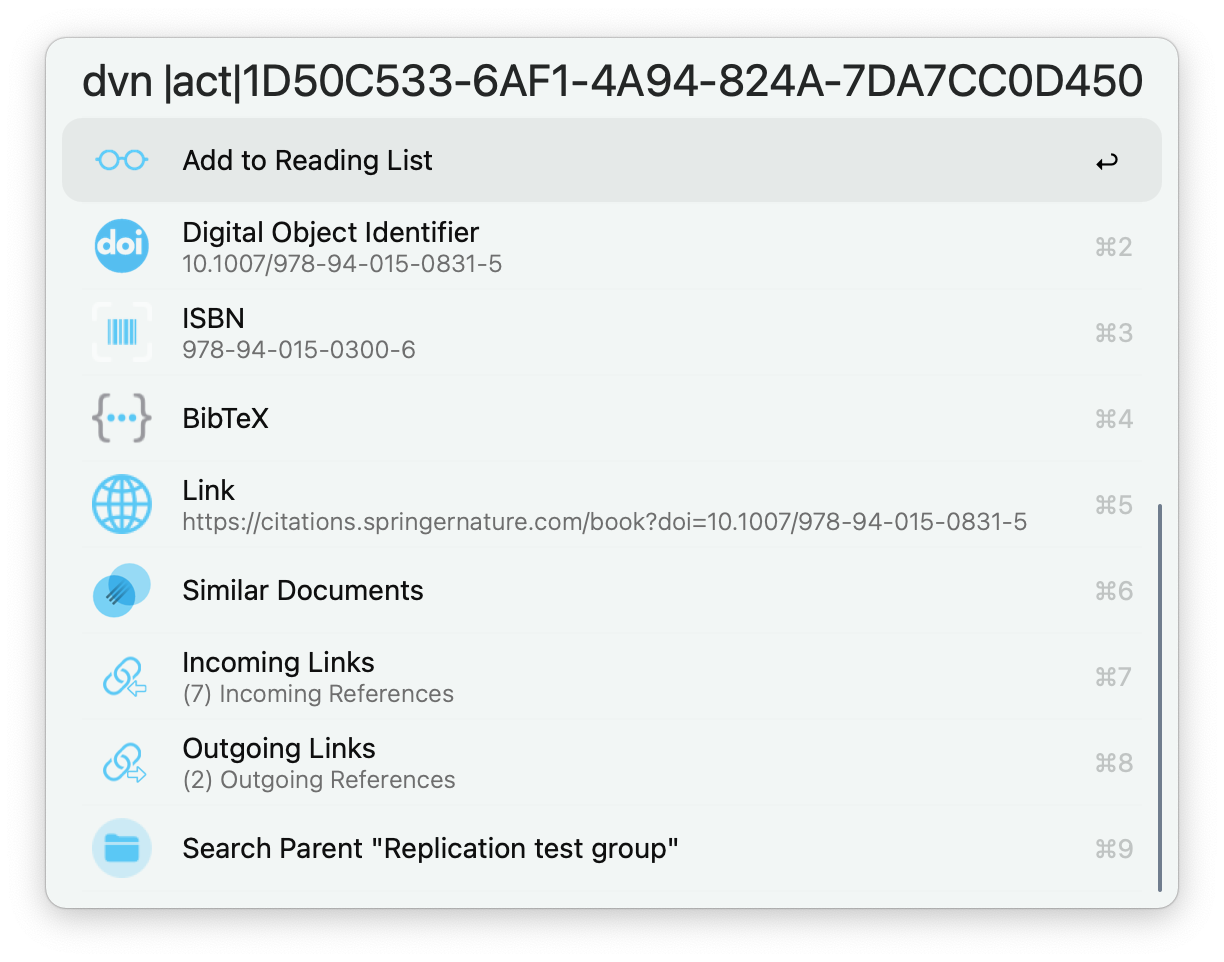 dvn |act|1D50C533-6AF1-4A94-824A-7DA7CC0D450
Add to Reading List ↩
doi
Digital Object Identifier
10.1007/978-94-015-0831-5 ⌘2
ISBN
978-94-015-0300-6 ⌘3
{...} BibTeX ⌘4
Link
https://citations.springernature.com/book?doi=10.1007/978-94-015-0831-5 ⌘5
Similar Documents ⌘6
Incoming Links
(7) Incoming References ⌘7
Outgoing Links
(2) Outgoing References ⌘8
Search Parent "Replication test group" ⌘9